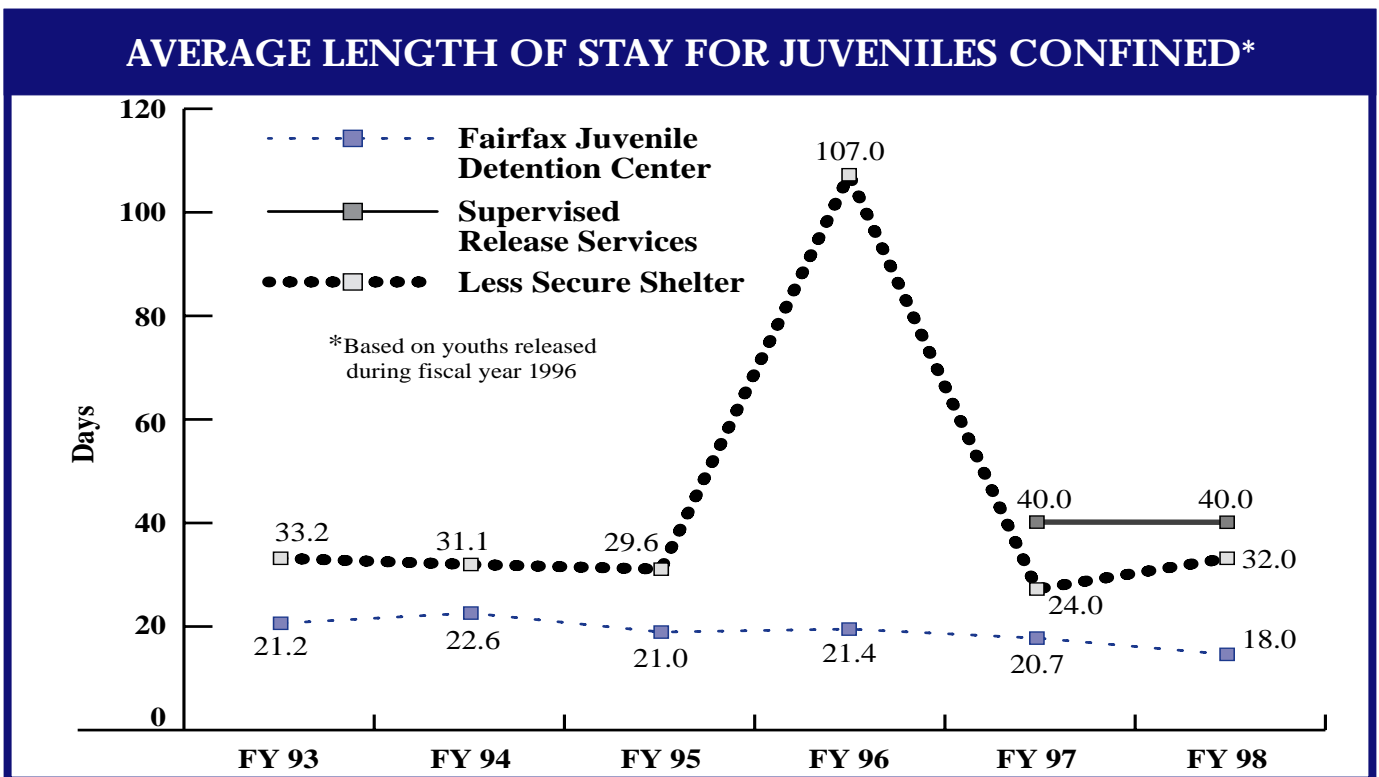 AVERAGE LENGTH OF STAY FOR JUVENILES CONFINED*
120
100
80
60
40
20
0
Days
Fairfax Juvenile
Detention Center
Supervised
Release Services
Less Secure Shelter
*Based on youths released
during fiscal year 1996
107.0
40.0 40.0
33.2 31.1 29.6
32.0
24.0
21.2 22.6 21.0 21.4 20.7 18.0
FY 93 FY 94 FY 95 FY 96 FY 97 FY 98